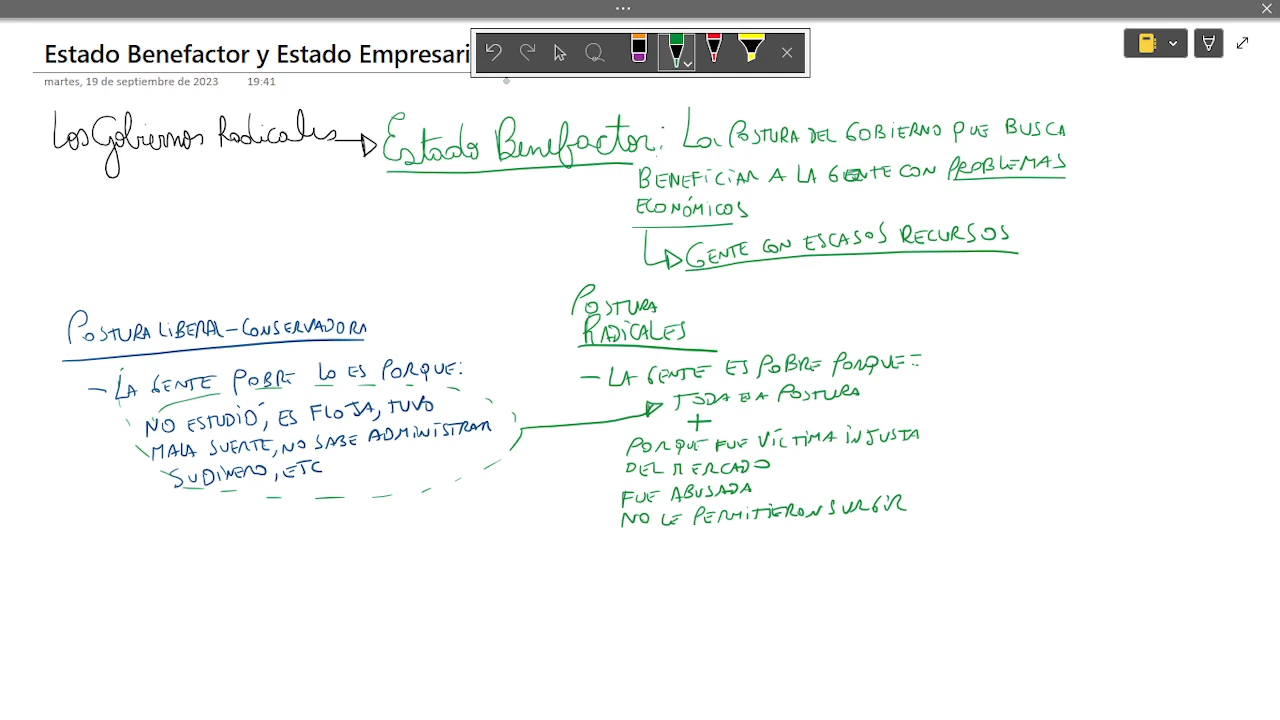 Estado Benefactor y Estado Empresari
martes, 19 de septiembre de 2023 19:41
Los Gobiernos Radicales
Estado Benefactor: La POSTURA DEL GOBIERNO QUE BUSCA
BENEFICIAR A LA GENTE CON PROBLEMAS
ECONÓMICOS
GENTE CON ESCASOS RECURSOS
POSTURA LIBERAL-CONSERVADORA
- LA GENTE POBRE LO ES PORQUE:
NO ESTUDIÓ, ES FLOJA, TUVO
MALA SUERTE, NO SABE ADMINISTRAR
SU DINERO, ETC
POSTURA
RADICALES
- LA GENTE ES POBRE PORQUE:
TODA ESA POSTURA
+
PORQUE FUE VÍCTIMA INJUSTA
DEL MERCADO
FUE ABUSADA
NO LE PERMITIERON SURGIR